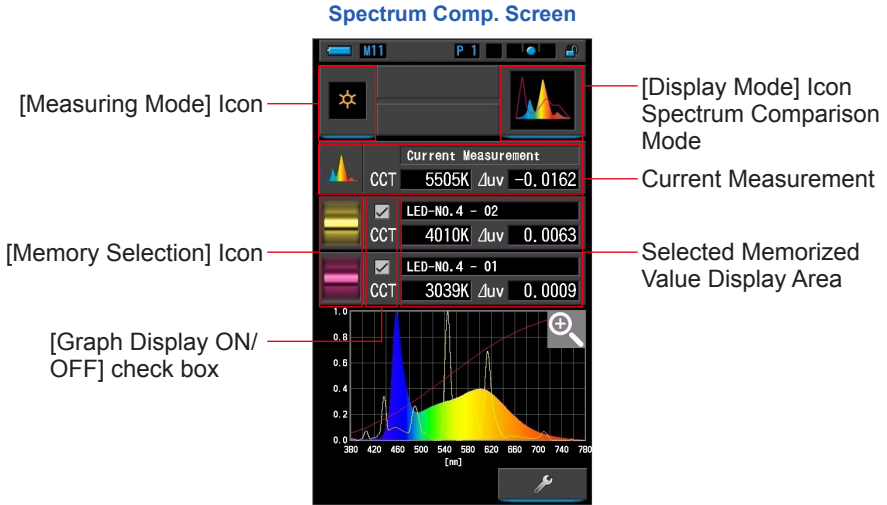 Spectrum Comp. Screen
M11 P 1
[Measuring Mode] Icon
[Display Mode] Icon
Spectrum Comparison
Mode
Current Measurement
CCT 5505K ⊿uv -0.0162
Current Measurement
[Memory Selection] Icon
LED-NO.4 - 02
CCT 4010K ⊿uv 0.0063
LED-NO.4 - 01
CCT 3039K ⊿uv 0.0009
Selected Memorized
Value Display Area
[Graph Display ON/
OFF] check box
1.0
0.8
0.6
0.4
0.2
0.0
380 420 460 500 540 580 620 660 700 740 780
[nm]